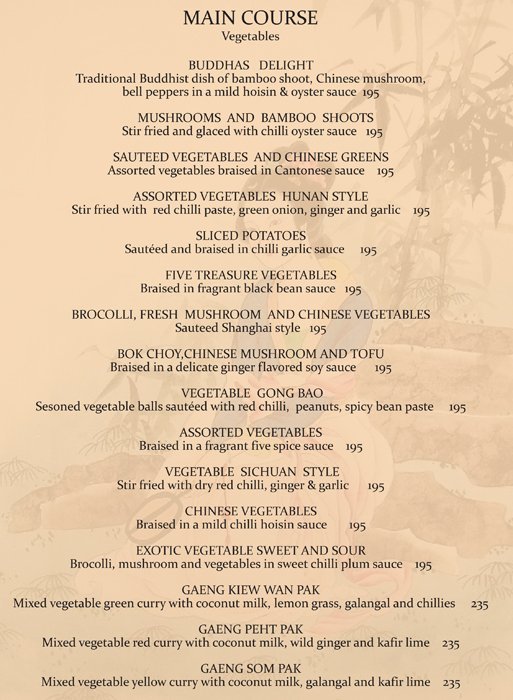 MAIN COURSE
Vegetables
BUDDHAS DELIGHT
Traditional Buddhist dish of bamboo shoot, Chinese mushroom,
bell peppers in a mild hoisin & oyster sauce 195
MUSHROOMS AND BAMBOO SHOOTS
Stir fried and glazed with chilli oyster sauce 195
SAUTEED VEGETABLES AND CHINESE GREENS
Assorted vegetables braised in Cantonese sauce 195
ASSORTED VEGETABLES HUNAN STYLE
Stir fried with red chilli paste, green onion, ginger and garlic 195
SLICED POTATOES
Sautéed and braised in chilli garlic sauce 195
FIVE TREASURE VEGETABLES
Braised in fragrant black bean sauce 195
BROCOLLI, FRESH MUSHROOM AND CHINESE VEGETABLES
Sauteed Shanghai style 195
BOK CHOY,CHINESE MUSHROOM AND TOFU
Braised in a delicate ginger flavored soy sauce 195
VEGETABLE GONG BAO
Sesoned vegetable balls sautéed with red chilli, peanuts, spicy bean paste 195
ASSORTED VEGETABLES
Braised in a fragrant five spice sauce 195
VEGETABLE SICHUAN STYLE
Stir fried with dry red chilli, ginger & garlic 195
CHINESE VEGETABLES
Braised in a mild chilli hoisin sauce 195
EXOTIC VEGETABLE SWEET AND SOUR
Brocolli, mushroom and vegetables in sweet chilli plum sauce 195
GAENG KIEW WAN PAK
Mixed vegetable green curry with coconut milk, lemon grass, galangal and chillies 235
GAENG PEHT PAK
Mixed vegetable red curry with coconut milk, wild ginger and kafir lime 235
GAENG SOM PAK
Mixed vegetable yellow curry with coconut milk, galangal and kafir lime 235